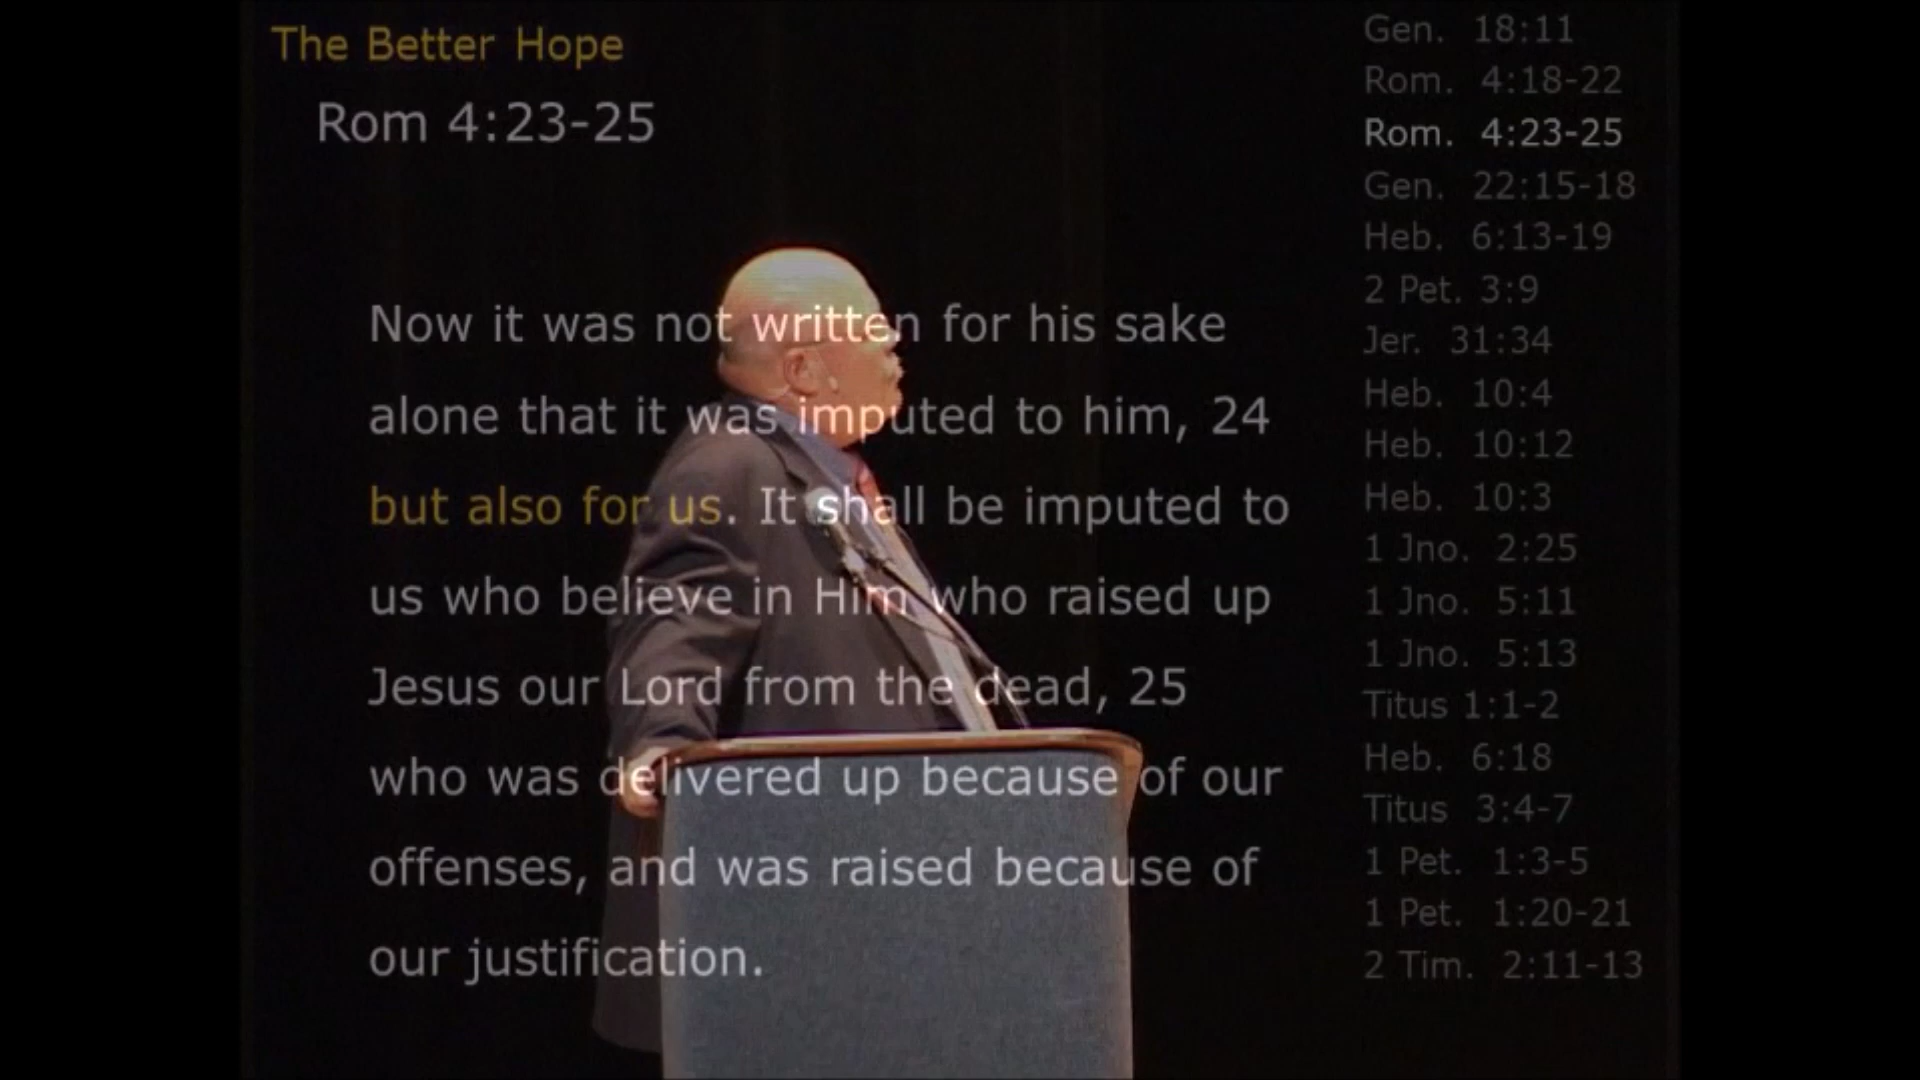 The Better Hope
Rom 4:23-25
Now it was not written for his sake
alone that it was imputed to him, 24
but also for us. It shall be imputed to
us who believe in Him who raised up
Jesus our Lord from the dead, 25
who was delivered up because of our
offenses, and was raised because of
our justification.
Gen. 18:11
Rom. 4:18-22
Rom. 4:23-25
Gen. 22:15-18
Heb. 6:13-19
2 Pet. 3:9
Jer. 31:34
Heb. 10:4
Heb. 10:12
Heb. 10:3
1 Jno. 2:25
1 Jno. 5:11
1 Jno. 5:13
Titus 1:1-2
Heb. 6:18
Titus 3:4-7
1 Pet. 1:3-5
1 Pet. 1:20-21
2 Tim. 2:11-13